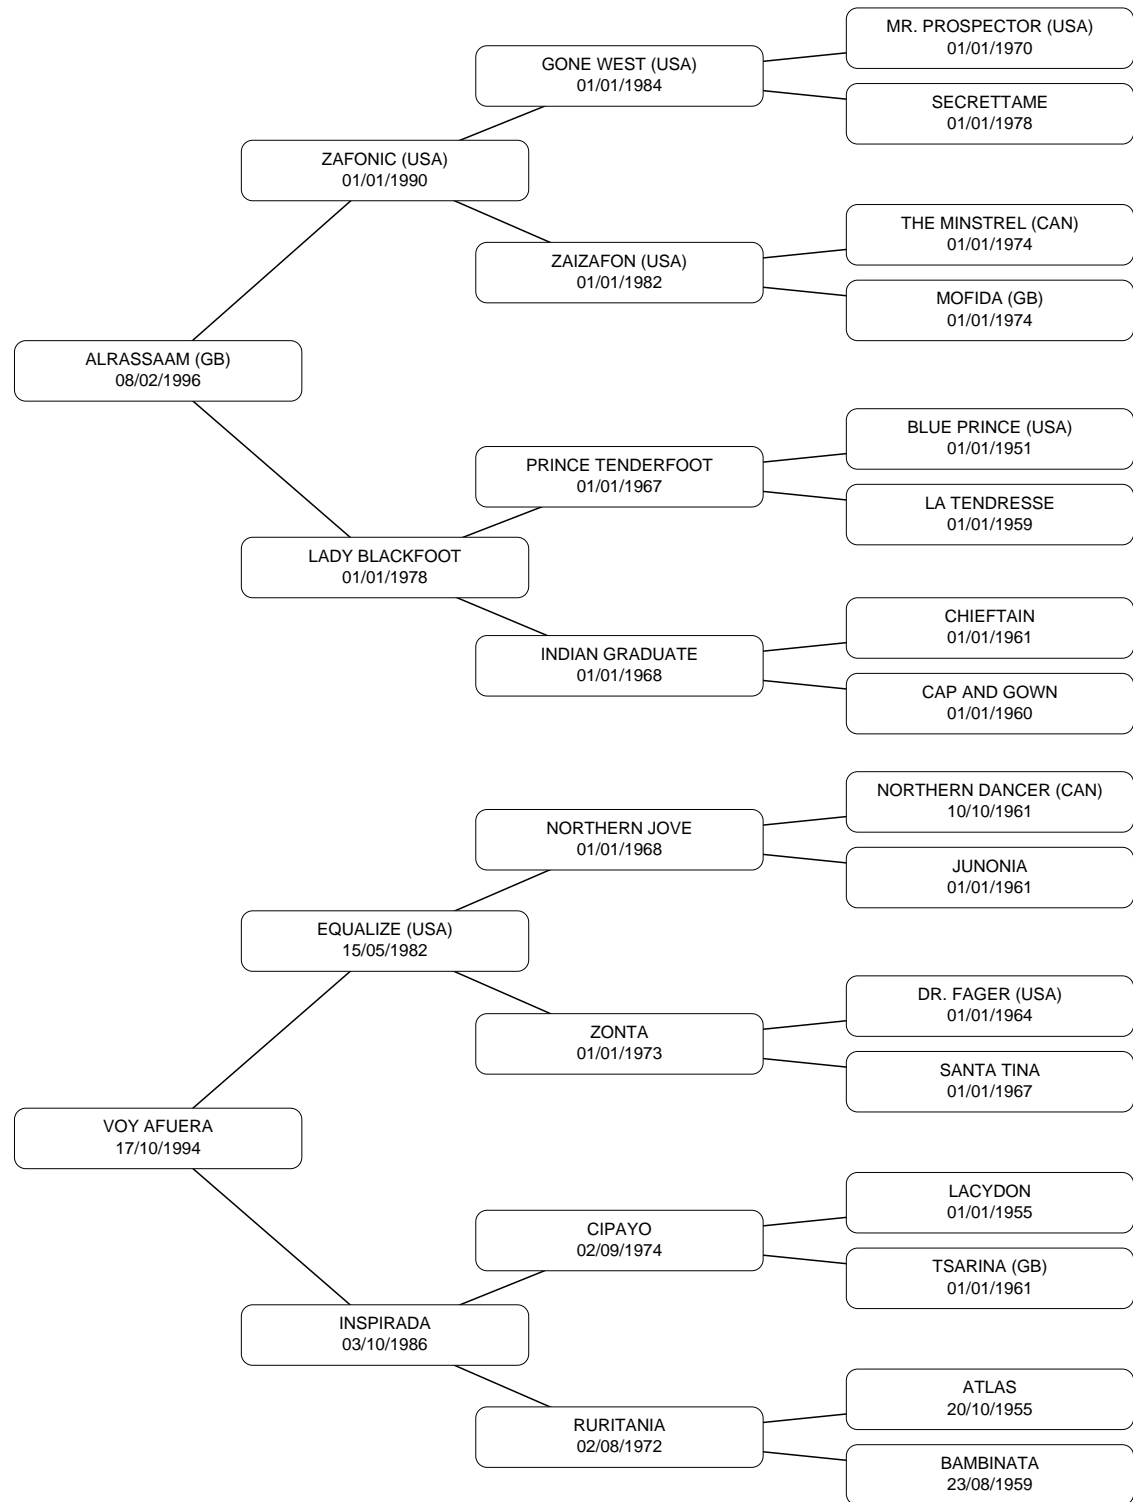 MR. PROSPECTOR (USA)
01/01/1970
GONE WEST (USA)
01/01/1984
SECRETTAME
01/01/1978
ZAFONIC (USA)
01/01/1990
THE MINSTREL (CAN)
01/01/1974
ZAIZAFON (USA)
01/01/1982
MOFIDA (GB)
01/01/1974
ALRASSAAM (GB)
08/02/1996
BLUE PRINCE (USA)
01/01/1951
PRINCE TENDERFOOT
01/01/1967
LA TENDRESSE
01/01/1959
LADY BLACKFOOT
01/01/1978
CHIEFTAIN
01/01/1961
INDIAN GRADUATE
01/01/1968
CAP AND GOWN
01/01/1960
NORTHERN DANCER (CAN)
10/10/1961
NORTHERN JOVE
01/01/1968
JUNONIA
01/01/1961
EQUALIZE (USA)
15/05/1982
DR. FAGER (USA)
01/01/1964
ZONTA
01/01/1973
SANTA TINA
01/01/1967
VOY AFUERA
17/10/1994
LACYDON
01/01/1955
CIPAYO
02/09/1974
TSARINA (GB)
01/01/1961
INSPIRADA
03/10/1986
ATLAS
20/10/1955
RURITANIA
02/08/1972
BAMBINATA
23/08/1959